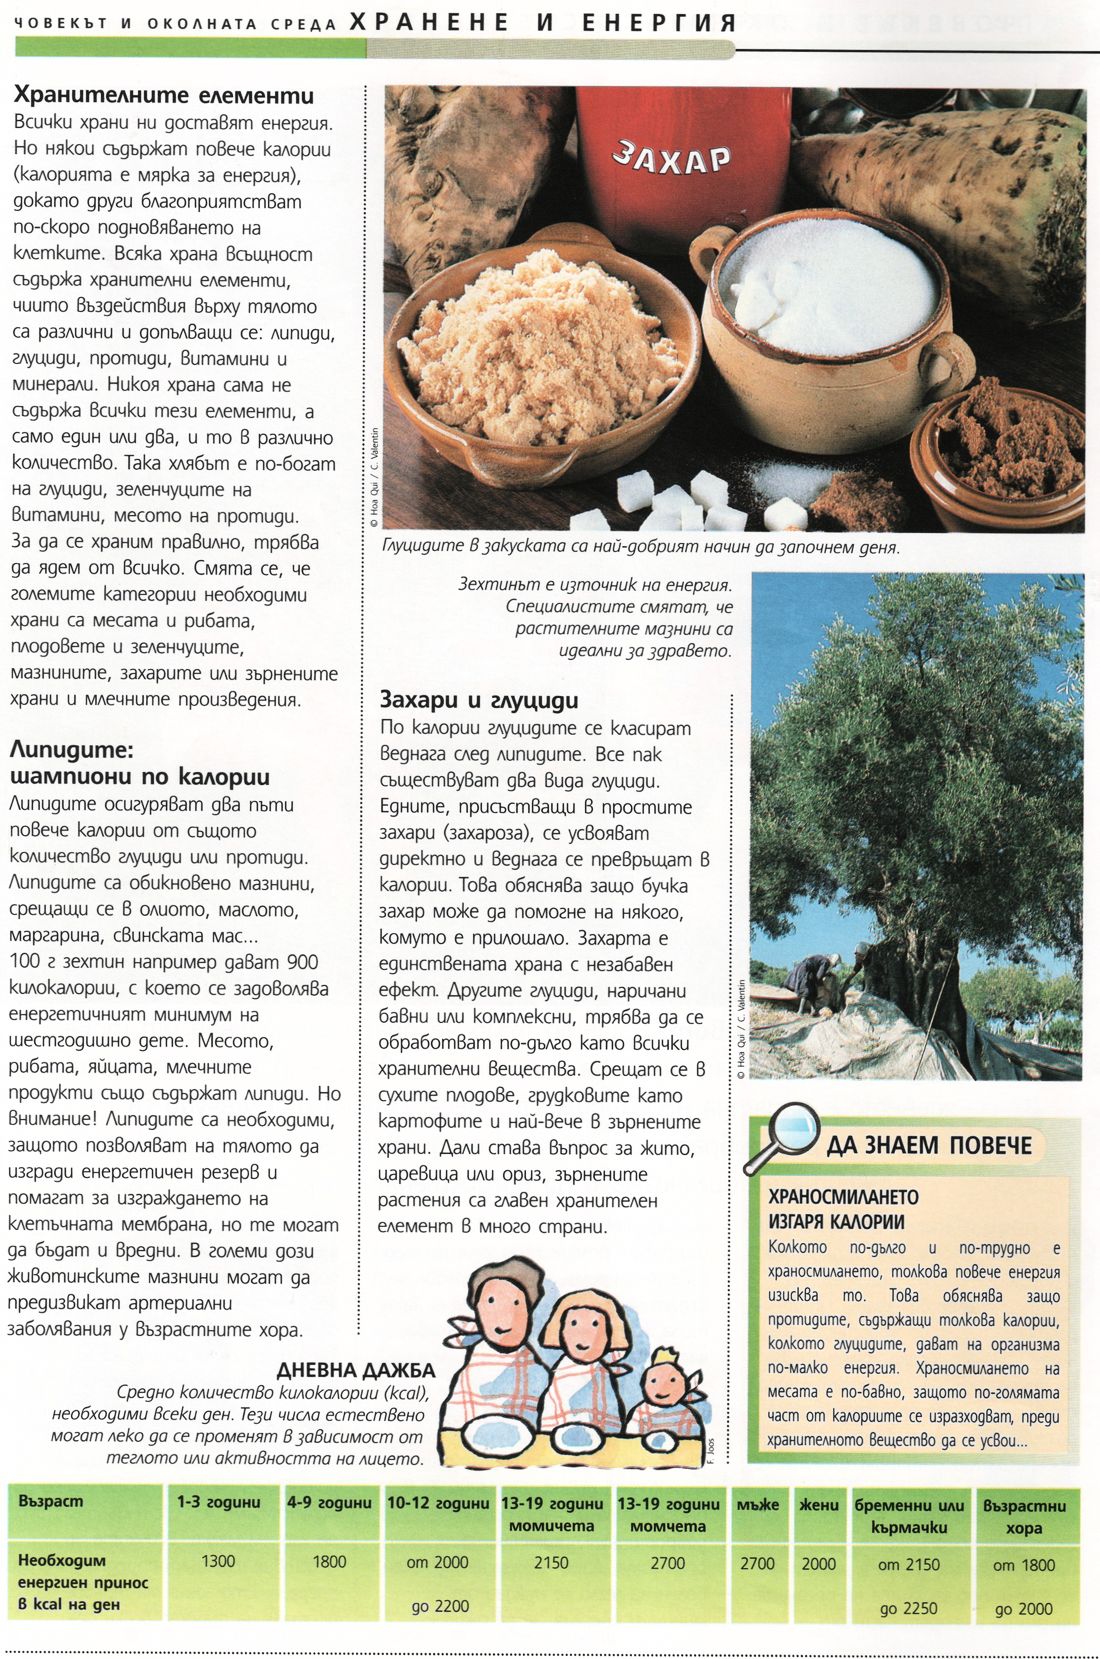 ЧОВЕКЪТ И ОКОЛНАТА СРЕДА ХРАНЕНЕ И ЕНЕРГИЯ
Хранителните елементи
Всички храни ни доставят енергия.
Но някои съдържат повече калории
(калорията е мярка за енергия),
докато други благоприятстват
по-скоро подновяването на
клетките. Всяка храна всъщност
съдържа хранителни елементи,
чиито въздействия върху тялото
са различни и допълващи се: липиди,
глуциди, протиди, витамини и
минерали. Никоя храна сама не
съдържа всички тези елементи, а
само един или два, и то в различно
количество. Така хлябът е по-богат
на глуциди, зеленчуците на
витамини, месото на протиди.
За да се храним правилно, трябва
да ядем от всичко. Смята се, че
големите категории необходими
храни са месата и рибата,
плодовете и зеленчуците,
мазнините, захарите или зърнените
храни и млечните произведения.
Липидите:
шампиони по калории
Липидите осигуряват два пъти
повече калории от същото
количество глуциди или протиди.
Липидите са обикновено мазнини,
срещащи се в олиото, маслото,
маргарина, свинската мас...
100 г зехтин например дават 900
килокалории, с което се задоволява
енергетичният минимум на
шестгодишно дете. Месото,
рибата, яйцата, млечните
продукти също съдържат липиди. Но
внимание! Липидите са необходими,
защото позволяват на тялото да
изгради енергетичен резерв и
помагат за изграждането на
клетъчната мембрана, но те могат
да бъдат и вредни. В големи дози
животинските мазнини могат да
предизвикат артериални
заболявания у възрастните хора.
ЗАХАР
© Hoa Qui / C. Valentin
Глуцидите в закуската са най-добрият начин да започнем деня.
Зехтинът е източник на енергия.
Специалистите смятат, че
растителните мазнини са
идеални за здравето.
Захари и глуциди
По калории глуцидите се класират
веднага след липидите. Все пак
съществуват два вида глуциди.
Едните, присъстващи в простите
захари (захароза), се усвояват
директно и веднага се превръщат в
калории. Това обяснява защо бучка
захар може да помогне на някого,
комуто е прилошало. Захарта е
единствената храна с незабавен
ефект. Другите глуциди, наричани
бавни или комплексни, трябва да се
обработват по-дълго като всички
хранителни вещества. Срещат се в
сухите плодове, грудковите като
картофите и най-вече в зърнените
храни. Дали става въпрос за жито,
царевица или ориз, зърнените
растения са главен хранителен
елемент в много страни.
© Hoa Qui / C. Valentin
ДА ЗНАЕМ ПОВЕЧЕ
ХРАНОСМИЛАНЕТО
ИЗГАРЯ КАЛОРИИ
Колкото по-дълго и по-трудно е
храносмилането, толкова повече енергия
изисква то. Това обяснява защо
протидите, съдържащи толкова калории,
колкото глуцидите, дават на организма
по-малко енергия. Храносмилането на
месата е по-бавно, защото по-голямата
част от калориите се изразходват, преди
хранителното вещество да се усвои...
ДНЕВНА ДАЖБА
Средно количество килокалории (kcal),
необходими всеки ден. Тези числа естествено
могат леко да се променят в зависимост от
теглото или активността на лицето.
F. Joos
Възраст 1-3 години 4-9 години 10-12 години 13-19 години момичета 13-19 години момчета мъже жени бременни или кърмачки възрастни хора
Необходим енергиен принос в kcal на ден 1300 1800 от 2000 до 2200 2150 2700 2700 2000 от 2150 до 2250 от 1800 до 2000